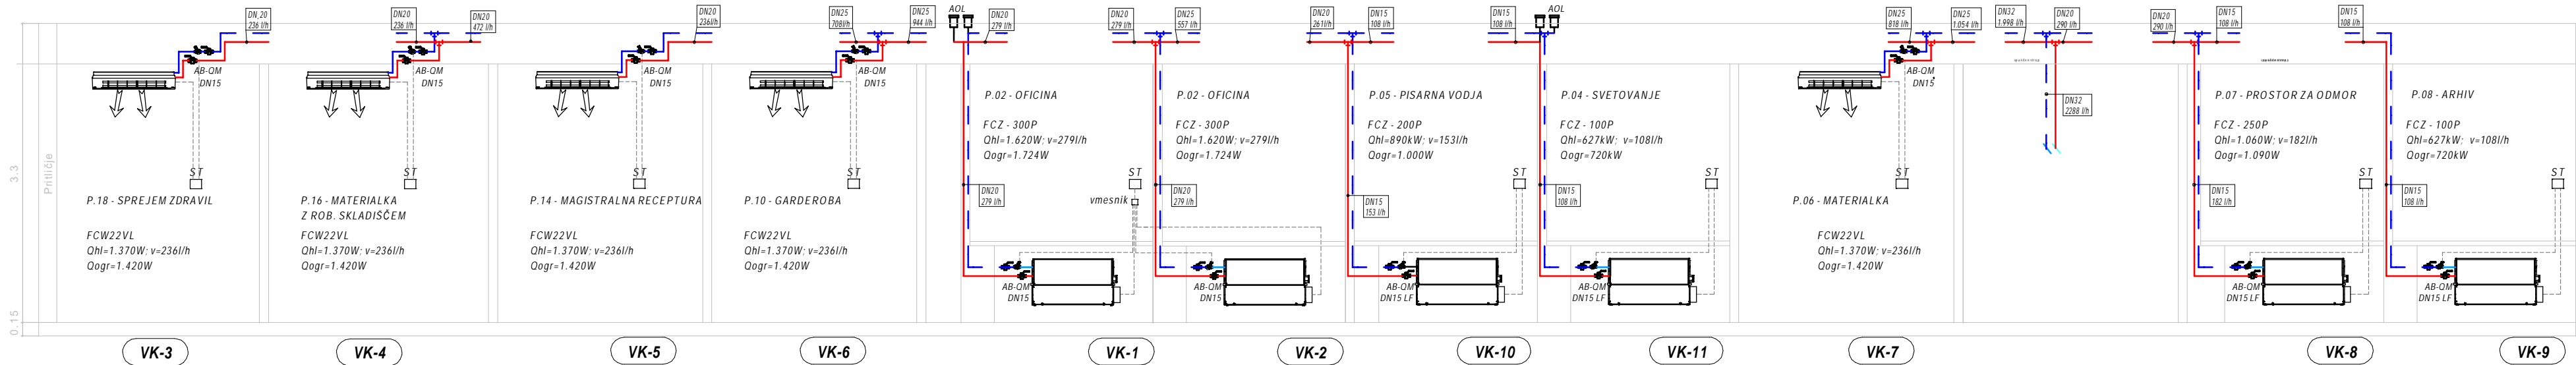 DN 20
236 l/h
DN20
236 l/h
DN20
472 l/h
DN20
236l/h
DN25
708l/h
DN25
944 l/h
AOL
DN20
279 l/h
DN20
279 l/h
DN25
557 l/h
DN20
261l/h
DN15
108 l/h
DN15
108 l/h
AOL
DN25
818 l/h
DN25
1.054 l/h
DN32
1.998 l/h
DN20
290 l/h
DN20
290 l/h
DN15
108 l/h
DN15
108 l/h
3.3
0.15
Pritličje
AB-QM
DN15
ST
P.18 - SPREJEM ZDRAVIL
FCW22VL
Qhl=1.370W; v=236l/h
Qogr=1.420W
VK-3
AB-QM
DN15
ST
P.16 - MATERIALKA
Z ROB. SKLADIŠČEM
FCW22VL
Qhl=1.370W; v=236l/h
Qogr=1.420W
VK-4
AB-QM
DN15
ST
P.14 - MAGISTRALNA RECEPTURA
FCW22VL
Qhl=1.370W; v=236l/h
Qogr=1.420W
VK-5
AB-QM
DN15
ST
P.10 - GARDEROBA
FCW22VL
Qhl=1.370W; v=236l/h
Qogr=1.420W
VK-6
P.02 - OFICINA
FCZ - 300P
Qhl=1.620W; v=279l/h
Qogr=1.724W
DN20
279 l/h
ST
vmesnik
AB-QM
DN15
VK-1
P.02 - OFICINA
FCZ - 300P
Qhl=1.620W; v=279l/h
Qogr=1.724W
DN20
279 l/h
AB-QM
DN15
VK-2
P.05 - PISARNA VODJA
FCZ - 200P
Qhl=890kW; v=153l/h
Qogr=1.000W
DN15
153 l/h
ST
AB-QM
DN15 LF
VK-10
P.04 - SVETOVANJE
FCZ - 100P
Qhl=627kW; v=108l/h
Qogr=720kW
DN15
108 l/h
ST
AB-QM
DN15 LF
VK-11
AB-QM
DN15
ST
P.06 - MATERIALKA
FCW22VL
Qhl=1.370W; v=236l/h
Qogr=1.420W
VK-7
DN32
2288 l/h
P.07 - PROSTOR ZA ODMOR
FCZ - 250P
Qhl=1.060W; v=182l/h
Qogr=1.090W
DN15
182 l/h
ST
AB-QM
DN15 LF
VK-8
P.08 - ARHIV
FCZ - 100P
Qhl=627kW; v=108l/h
Qogr=720kW
DN15
108 l/h
ST
AB-QM
DN15 LF
VK-9